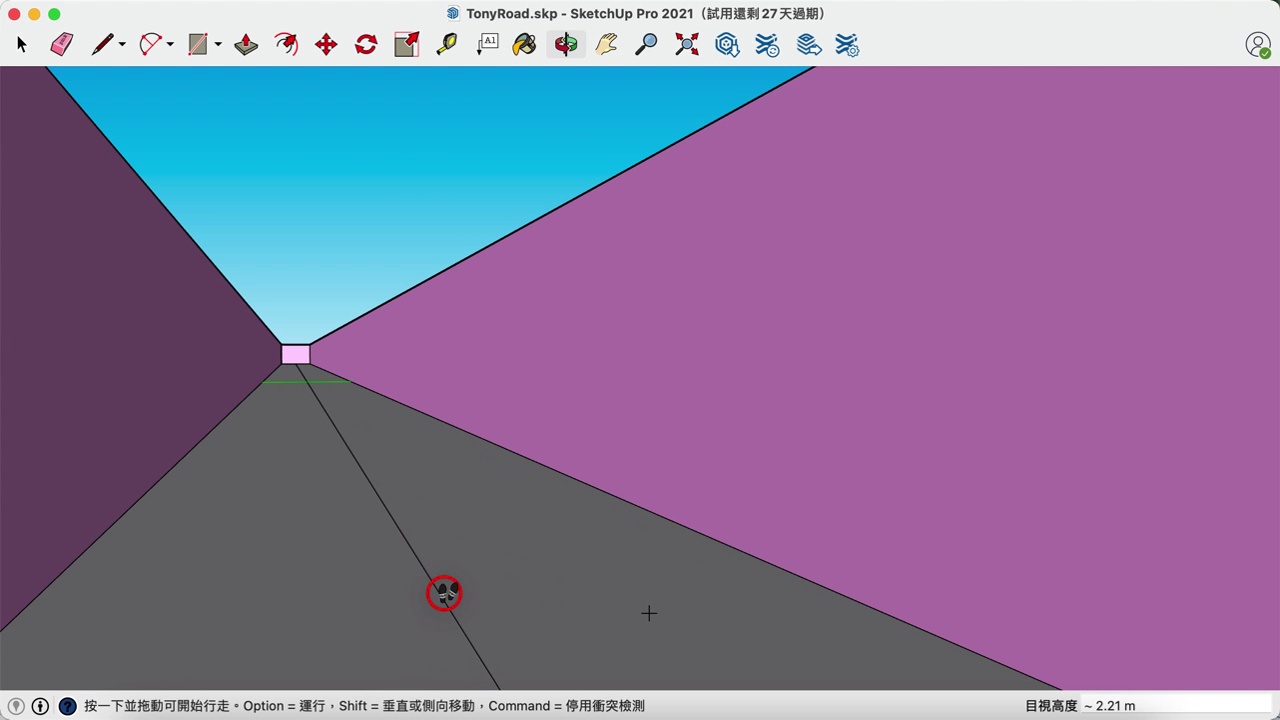 TonyRoad.skp - SketchUp Pro 2021（試用還剩 27 天過期）
A1
按一下並拖動可開始行走。Option = 運行，Shift = 垂直或側向移動，Command = 停用衝突檢測
目視高度 ~ 2.21 m